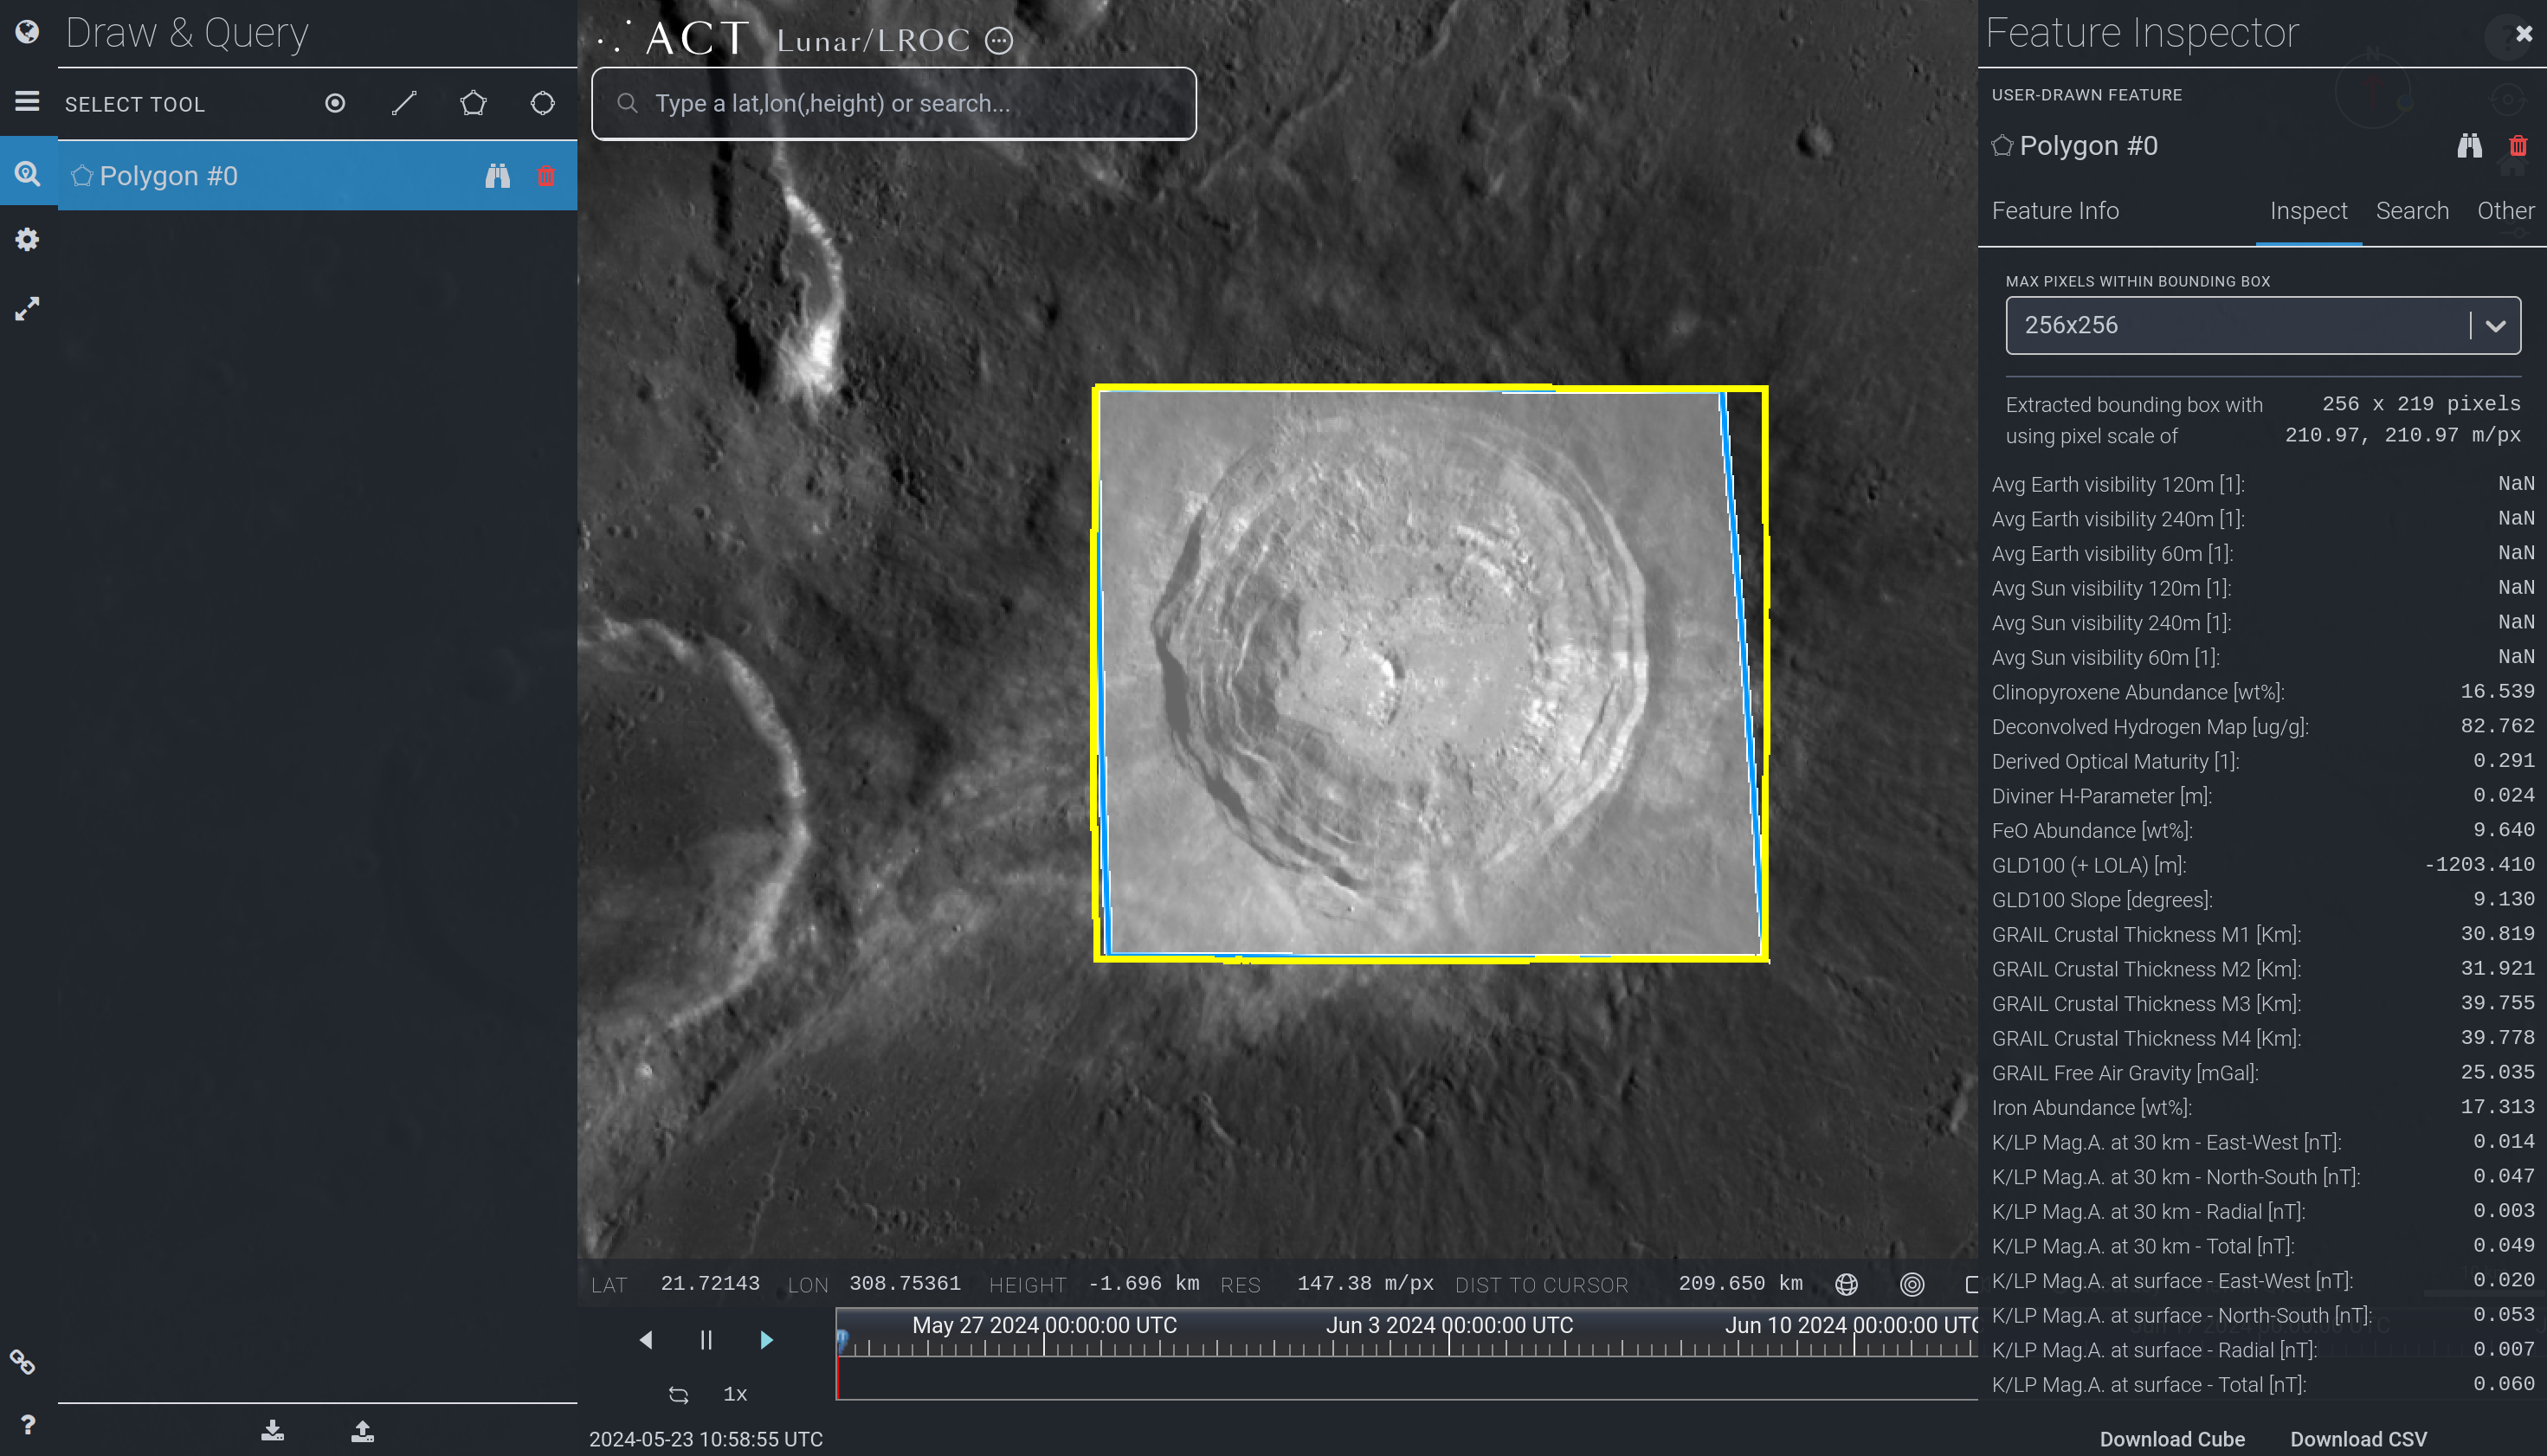 Draw & Query
SELECT TOOL
Polygon #0
ACT Lunar/LROC
Type a lat,lon(,height) or search...
LAT 21.72143 LON 308.75361 HEIGHT -1.696 km RES 147.38 m/px DIST TO CURSOR 209.650 km
May 27 2024 00:00:00 UTC Jun 3 2024 00:00:00 UTC Jun 10 2024 00:00:00 UTC
1x
2024-05-23 10:58:55 UTC
Feature Inspector
USER-DRAWN FEATURE
Polygon #0
Feature Info Inspect Search Other
MAX PIXELS WITHIN BOUNDING BOX
256x256
Extracted bounding box with 256 x 219 pixels
using pixel scale of 210.97, 210.97 m/px
Avg Earth visibility 120m [1]: NaN
Avg Earth visibility 240m [1]: NaN
Avg Earth visibility 60m [1]: NaN
Avg Sun visibility 120m [1]: NaN
Avg Sun visibility 240m [1]: NaN
Avg Sun visibility 60m [1]: NaN
Clinopyroxene Abundance [wt%]: 16.539
Deconvolved Hydrogen Map [ug/g]: 82.762
Derived Optical Maturity [1]: 0.291
Diviner H-Parameter [m]: 0.024
FeO Abundance [wt%]: 9.640
GLD100 (+ LOLA) [m]: -1203.410
GLD100 Slope [degrees]: 9.130
GRAIL Crustal Thickness M1 [Km]: 30.819
GRAIL Crustal Thickness M2 [Km]: 31.921
GRAIL Crustal Thickness M3 [Km]: 39.755
GRAIL Crustal Thickness M4 [Km]: 39.778
GRAIL Free Air Gravity [mGal]: 25.035
Iron Abundance [wt%]: 17.313
K/LP Mag.A. at 30 km - East-West [nT]: 0.014
K/LP Mag.A. at 30 km - North-South [nT]: 0.047
K/LP Mag.A. at 30 km - Radial [nT]: 0.003
K/LP Mag.A. at 30 km - Total [nT]: 0.049
K/LP Mag.A. at surface - East-West [nT]: 0.020
K/LP Mag.A. at surface - North-South [nT]: 0.053
K/LP Mag.A. at surface - Radial [nT]: 0.007
K/LP Mag.A. at surface - Total [nT]: 0.060
Download Cube Download CSV